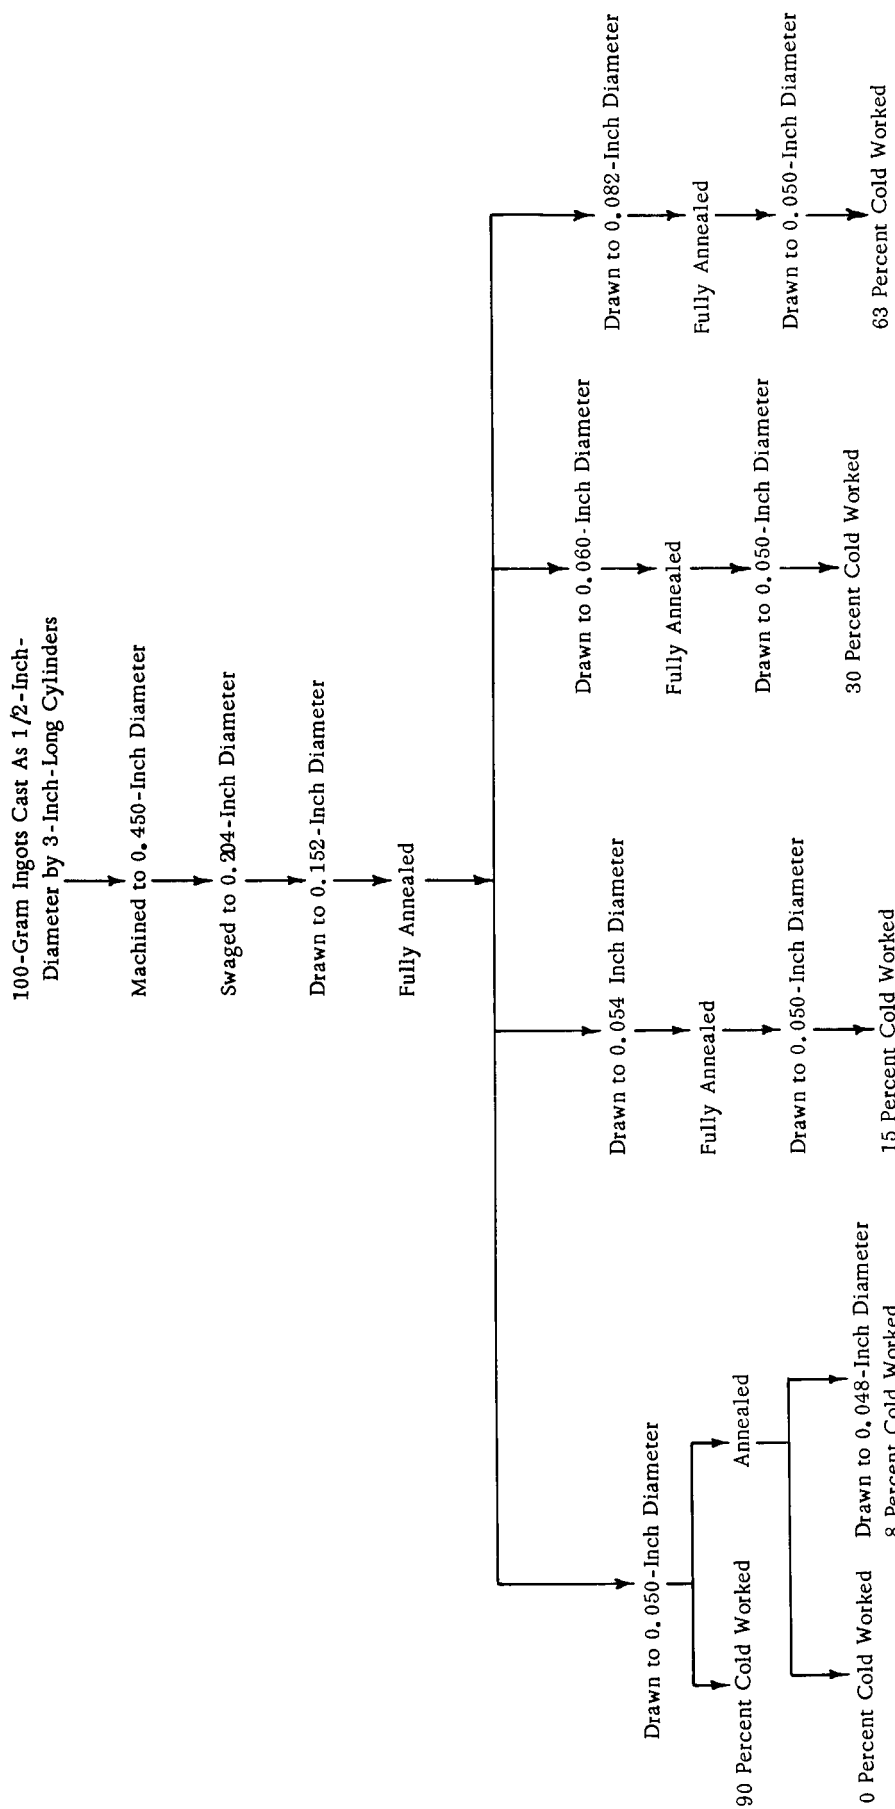 100-Gram Ingots Cast As 1/2-Inch-
Diameter by 3-Inch-Long Cylinders
Machined to 0.450-Inch Diameter
Swaged to 0.204-Inch Diameter
Drawn to 0.152-Inch Diameter
Fully Annealed
Drawn to 0.050-Inch Diameter
90 Percent Cold Worked
Annealed
0 Percent Cold Worked
Drawn to 0.048-Inch Diameter
8 Percent Cold Worked
Drawn to 0.054 Inch Diameter
Fully Annealed
Drawn to 0.050-Inch Diameter
15 Percent Cold Worked
Drawn to 0.060-Inch Diameter
Fully Annealed
Drawn to 0.050-Inch Diameter
30 Percent Cold Worked
Drawn to 0.082-Inch Diameter
Fully Annealed
Drawn to 0.050-Inch Diameter
63 Percent Cold Worked